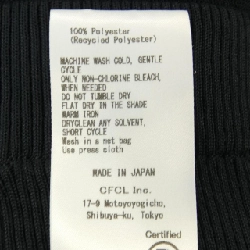 100% Polyester
(Recycled Polyester)
MACHINE WASH COLD, GENTLE
CYCLE
ONLY NON-CHLORINE BLEACH,
WHEN NEEDED
DO NOT TUMBLE DRY
FLAT DRY IN THE SHADE
WARM IRON
DRYCLEAN ANY SOLVENT,
SHORT CYCLE
Wash in a net bag
Use press cloth
MADE IN JAPAN
CFCL Inc.
17-9 Motoyoyogicho,
Shibuya-ku, Tokyo
Certified